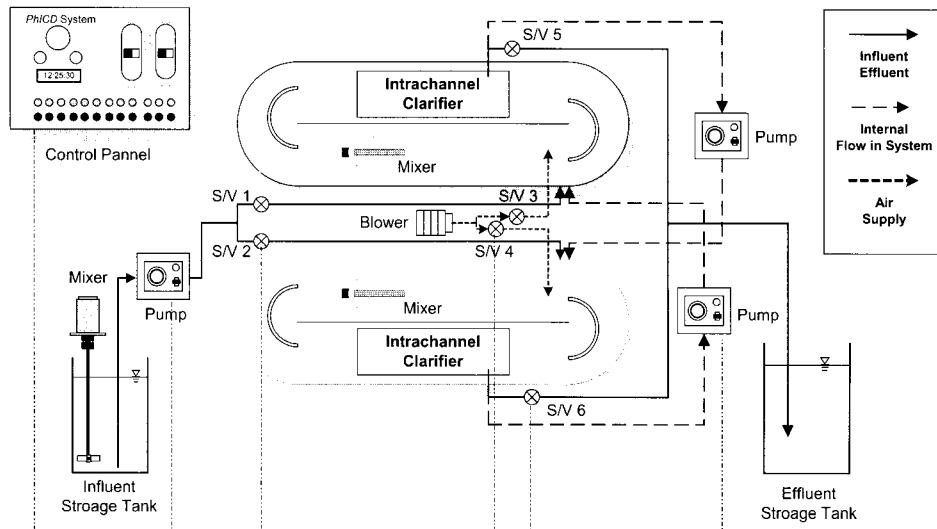 PhICD System
12:25:30
Control Pannel
S/V 5
Intrachannel
Clarifier
Mixer
Pump
S/V 1
S/V 3
Blower
S/V 2
S/V 4
Mixer
Pump
Mixer
Intrachannel
Clarifier
Pump
S/V 6
Influent
Stroage Tank
Effluent
Stroage Tank
Influent
Effluent
Internal
Flow in System
Air
Supply